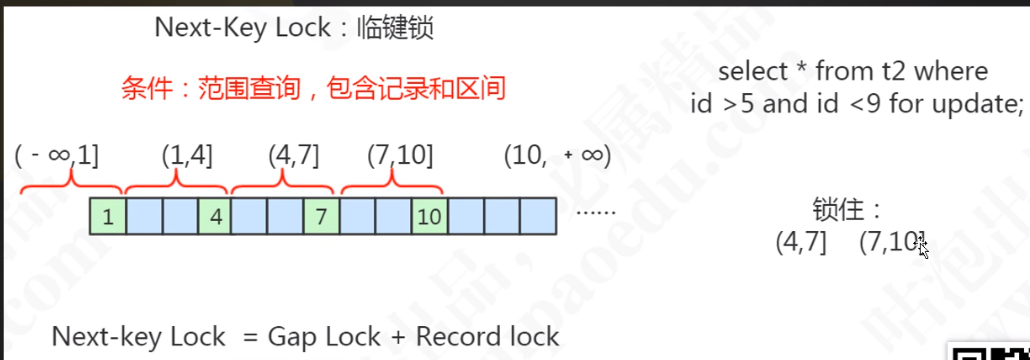 Next-Key Lock：临键锁
条件：范围查询，包含记录和区间
select * from t2 where
id >5 and id <9 for update;
( - ∞,1] (1,4] (4,7] (7,10] (10, + ∞)
1 4 7 10 ……
锁住：
(4,7] (7,10]
Next-key Lock = Gap Lock + Record lock